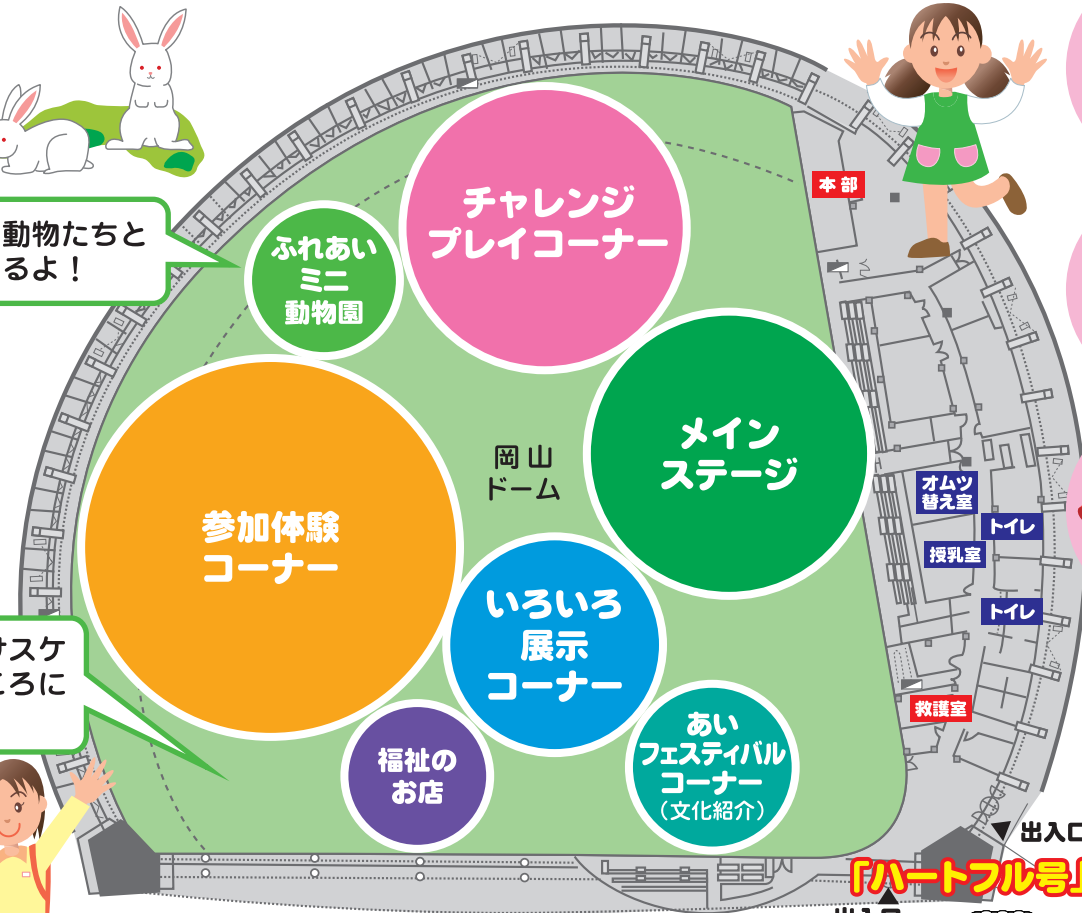 チャレンジ
プレイコーナー
本部
動物たちと
るよ！
ふれあい
ミニ
動物園
メイン
ステージ
岡山
ドーム
オムツ
替え室
トイレ
授乳室
トイレ
参加体験
コーナー
いろいろ
展示
コーナー
サスケ
ころに
救護室
福祉の
お店
あい
フェスティバル
コーナー
（文化紹介）
出入口
「ハートフル号」
出入口